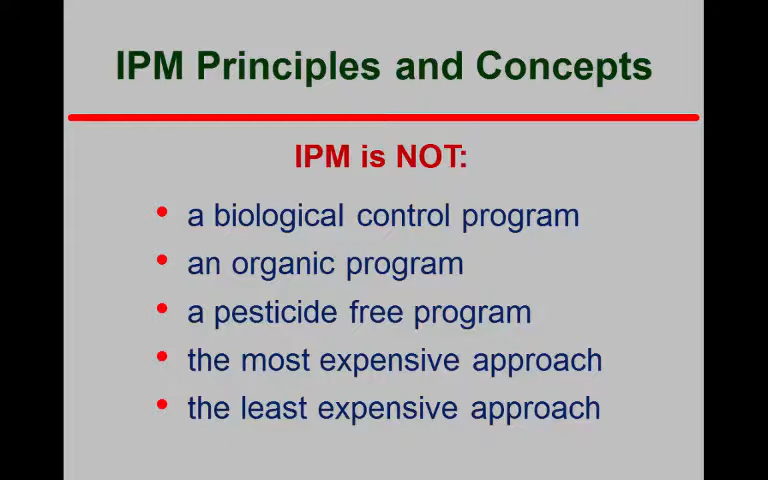 IPM Principles and Concepts
IPM is NOT:
• a biological control program
• an organic program
• a pesticide free program
• the most expensive approach
• the least expensive approach